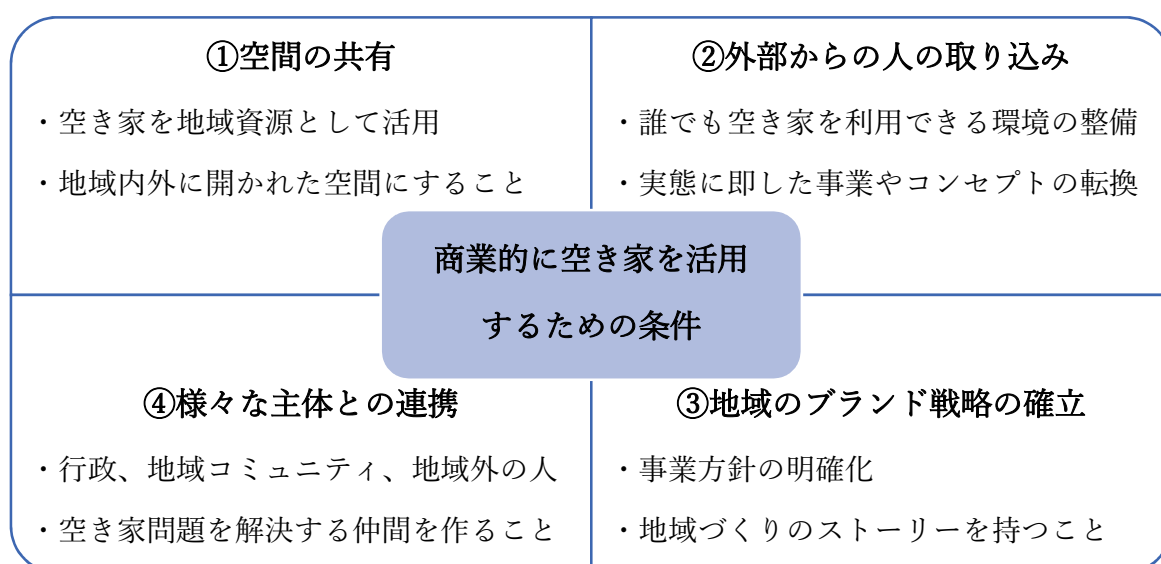 ①空間の共有
・空き家を地域資源として活用
・地域内外に開かれた空間にすること
②外部からの人の取り込み
・誰でも空き家を利用できる環境の整備
・実態に即した事業やコンセプトの転換
商業的に空き家を活用
するための条件
④様々な主体との連携
・行政、地域コミュニティ、地域外の人
・空き家問題を解決する仲間を作ること
③地域のブランド戦略の確立
・事業方針の明確化
・地域づくりのストーリーを持つこと